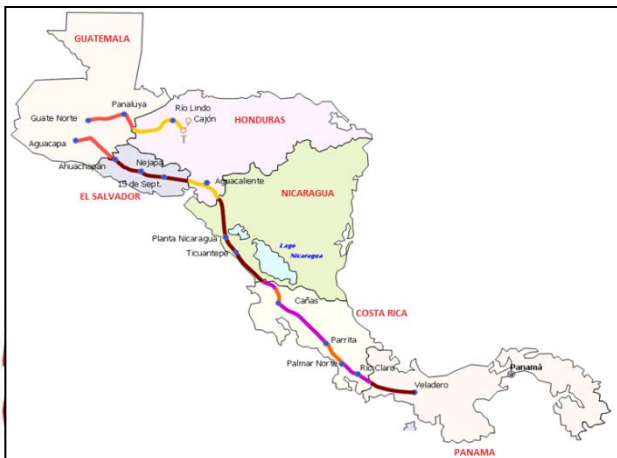 GUATEMALA
Panaluya
Guate Norte
Río Lindo
Cajón
HONDURAS
Aguacapa
T
Ahuachapán
Nejapa
15 de Sept.
Aguacaliente
EL SALVADOR
NICARAGUA
Planta Nicaragua
Ticuantepe
Lago
Nicaragua
Cañas
COSTA RICA
Parrita
Palmar Norte
Río Claro
Veladero
Panamá
PANAMA